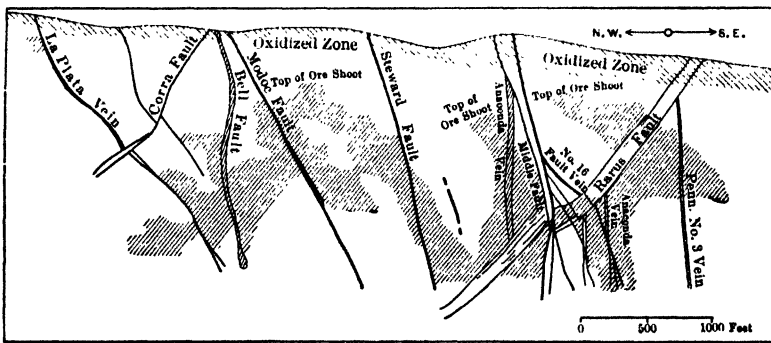 N. W. S. E.
La Plata Vein
Corra Fault
Bell Fault
Modoc Fault
Oxidized Zone
Top of Ore Shoot
Steward Fault
Top of
Ore Shoot
Anaconda
Vein
Middle Fault
Oxidized Zone
Top of Ore Shoot
No. 16
Fault Vein
Rarus Fault
Anaconda
Vein
Penn. No. 3 Vein
0 500 1000 Feet